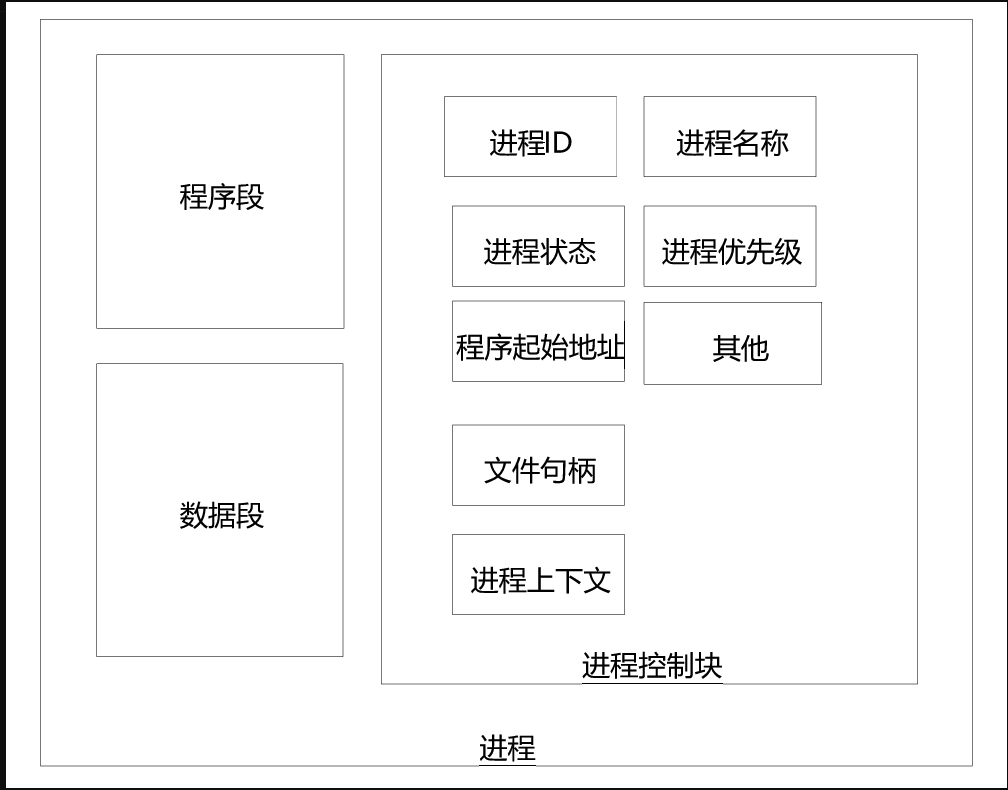 程序段
数据段
进程ID
进程名称
进程状态
进程优先级
程序起始地址
其他
文件句柄
进程上下文
进程控制块
进程